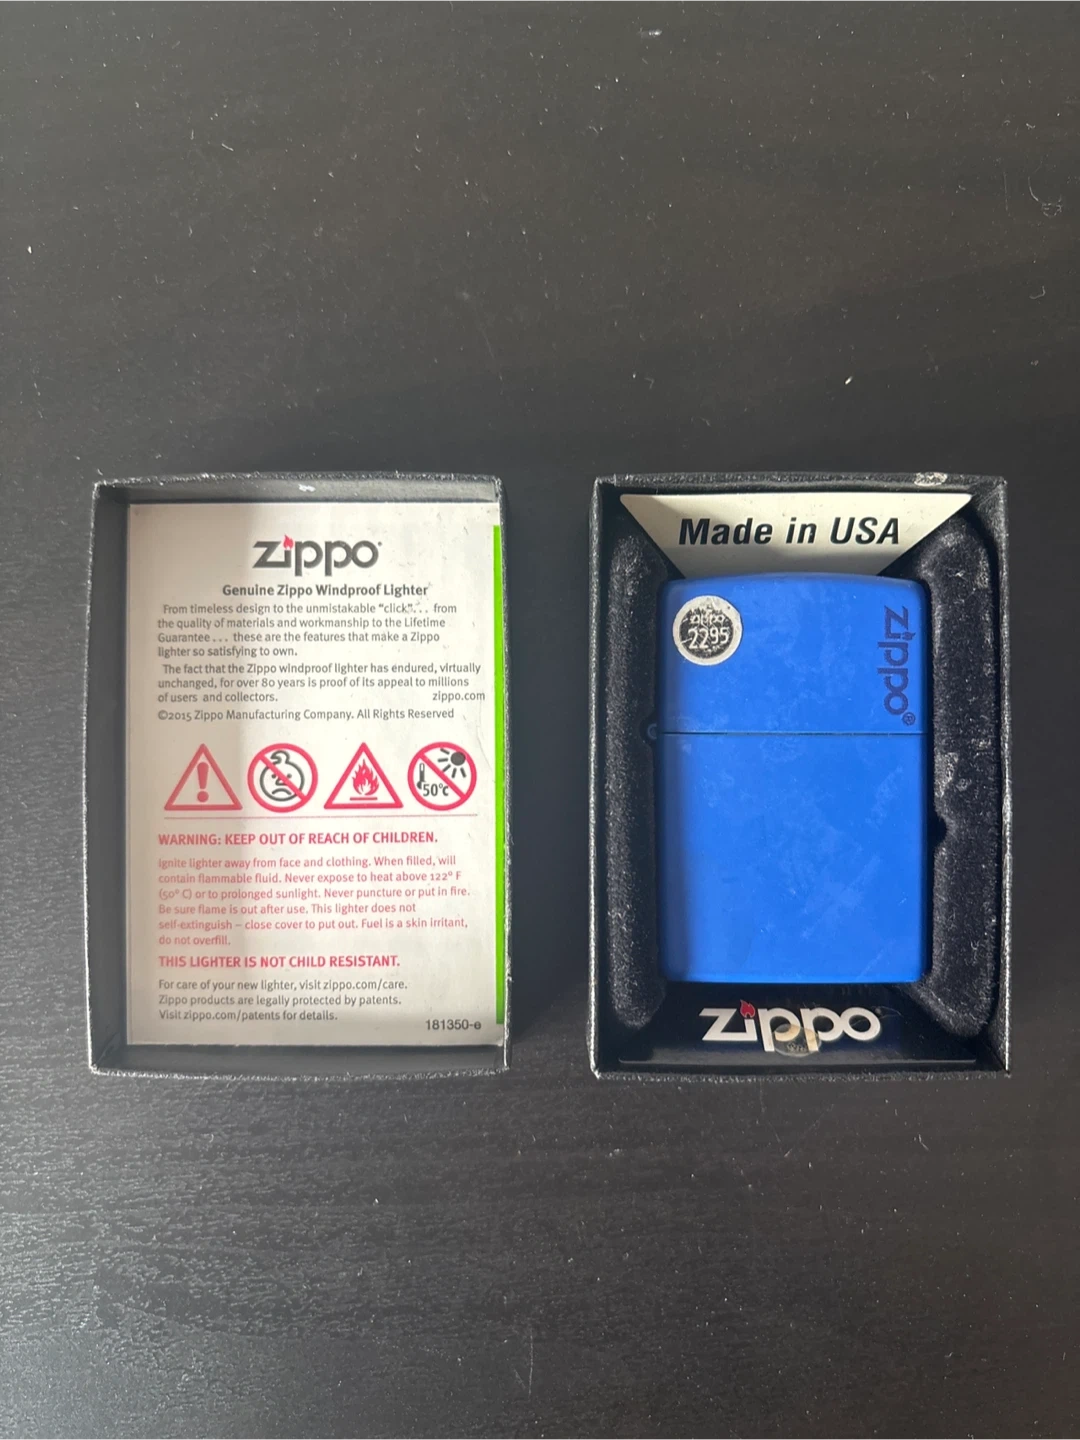 zippo
Genuine Zippo Windproof Lighter
From timeless design to the unmistakable "click"... from
the quality of materials and workmanship to the Lifetime
Guarantee... these are the features that make a Zippo
lighter so satisfying to own.
The fact that the Zippo windproof lighter has endured, virtually
unchanged, for over 80 years is proof of its appeal to millions
of users and collectors. zippo.com
©2015 Zippo Manufacturing Company. All Rights Reserved
50°C
WARNING: KEEP OUT OF REACH OF CHILDREN.
Ignite lighter away from face and clothing. When filled, will
contain flammable fluid. Never expose to heat above 122° F
(50° C) or to prolonged sunlight. Never puncture or put in fire.
Be sure flame is out after use. This lighter does not
self-extinguish – close cover to put out. Fuel is a skin irritant,
do not overfill.
THIS LIGHTER IS NOT CHILD RESISTANT.
For care of your new lighter, visit zippo.com/care.
Zippo products are legally protected by patents.
Visit zippo.com/patents for details.
181350-e
Made in USA
zippo
2295
zippo®
zippo